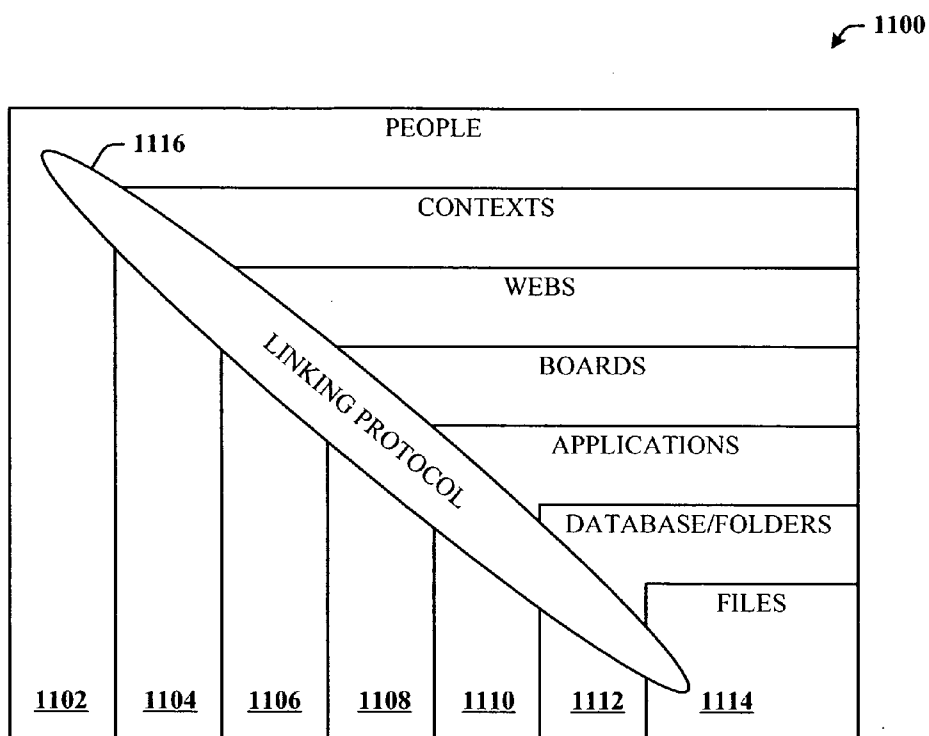 1100
PEOPLE
1116
CONTEXTS
WEBS
LINKING PROTOCOL
BOARDS
APPLICATIONS
DATABASE/FOLDERS
FILES
1102 1104 1106 1108 1110 1112 1114